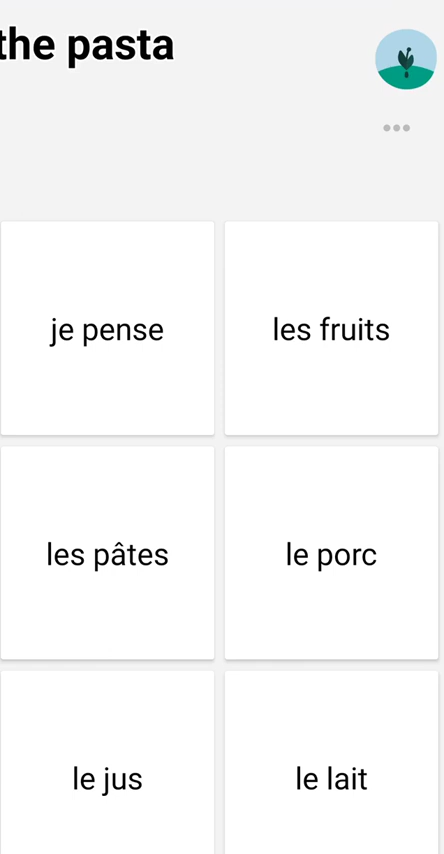 the pasta
je pense
les fruits
les pâtes
le porc
le jus
le lait